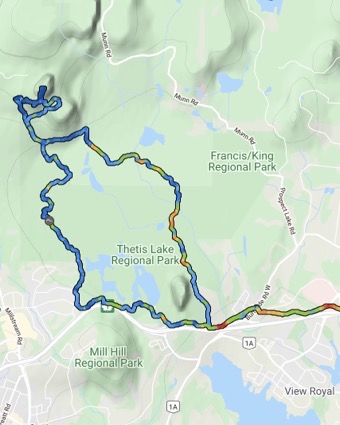 Munn Rd
Munn Rd
Munn Rd
Francis/King
Regional Park
Prospect Lake Rd
Thetis Lake
Regional Park
Millstream Rd
Rd W
1A
Mill Hill
Regional Park
View Royal
1A
Rd